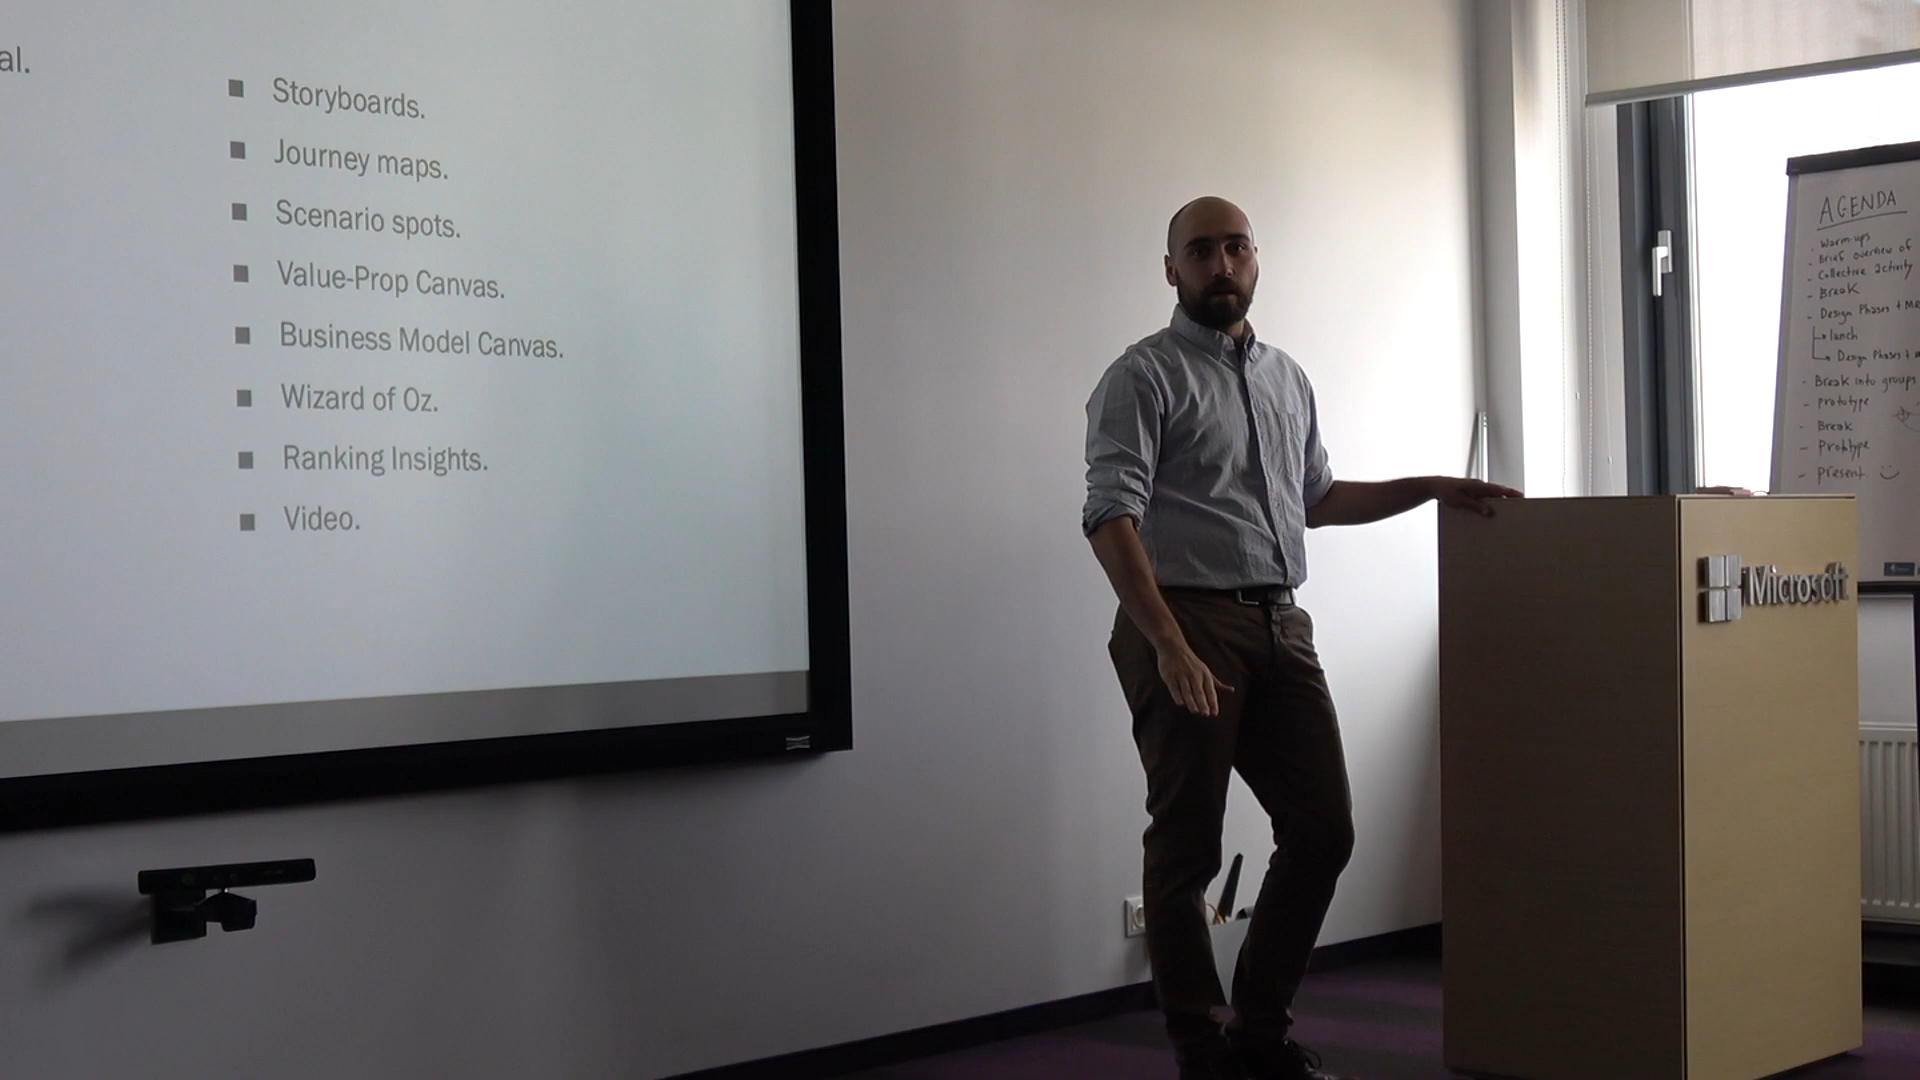 al.
Storyboards.
Journey maps.
Scenario spots.
Value-Prop Canvas.
Business Model Canvas.
Wizard of Oz.
Ranking Insights.
Video.
AGENDA
- Warm-ups
- Brief overview of
- Collective activity
- Break
- Design Phases +
lunch
Design Phases +
- Break into groups
- Prototype
- Break
- Prototype
- Present
Microsoft